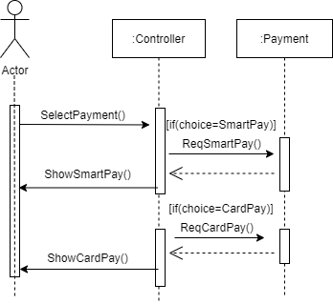 :Controller
:Payment
Actor
SelectPayment()
[if(choice=SmartPay)]
ReqSmartPay()
ShowSmartPay()
[if(choice=CardPay)]
ReqCardPay()
ShowCardPay()